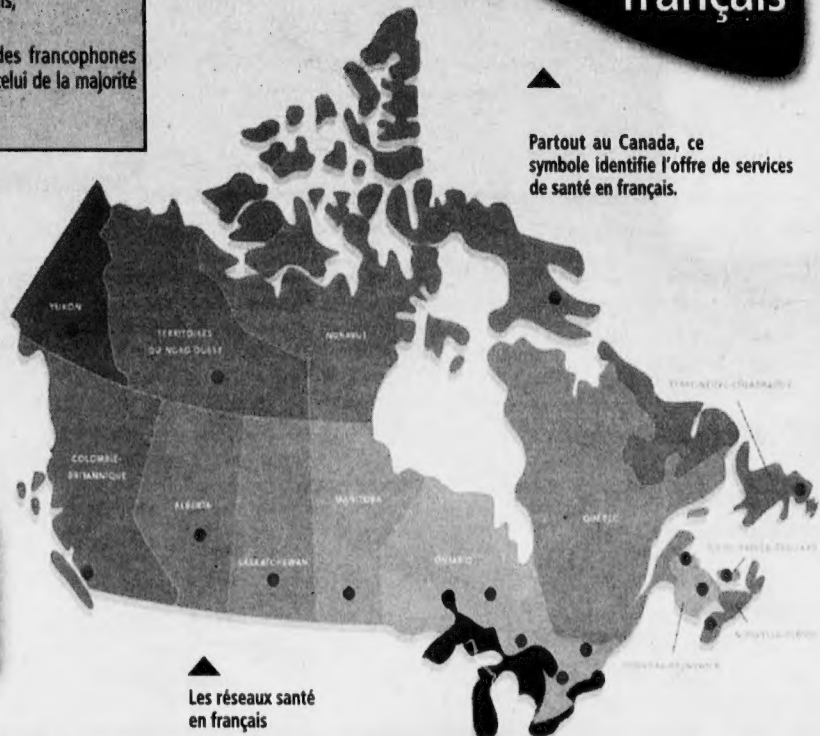 is,
des francophones
celui de la majorité
français
Partout au Canada, ce
symbole identifie l'offre de services
de santé en français.
YUKON
TERRITOIRES
DU NORD-OUEST
NUNAVUT
COLOMBIE-
BRITANNIQUE
ALBERTA
SASKATCHEWAN
MANITOBA
ONTARIO
QUÉBEC
Les réseaux santé
en français